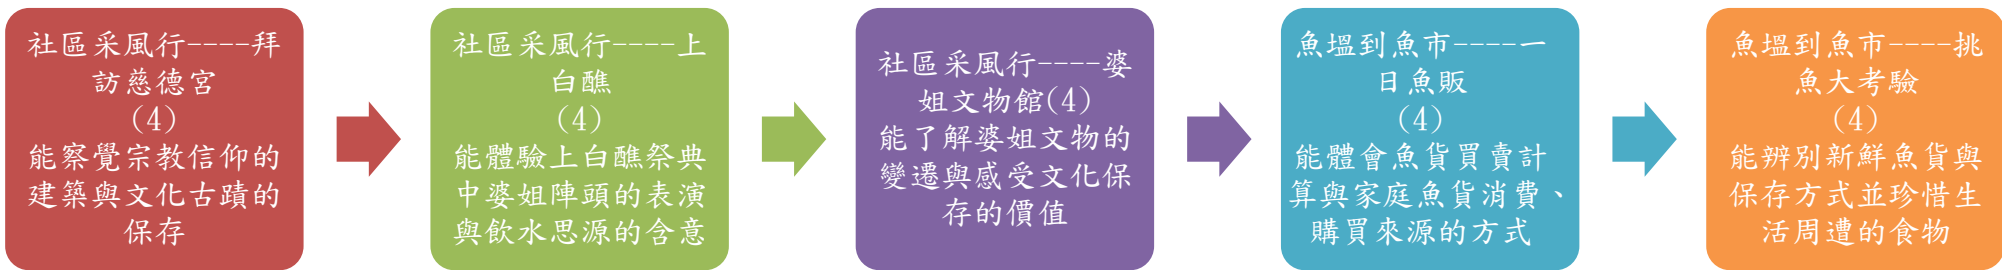 社區采風行----拜
訪慈德宮
(4)
能察覺宗教信仰的
建築與文化古蹟的
保存
社區采風行----上
白醮
(4)
能體驗上白醮祭典
中婆姐陣頭的表演
與飲水思源的含意
社區采風行----婆
姐文物館(4)
能了解婆姐文物的
變遷與感受文化保
存的價值
魚塭到魚市----一
日魚販
(4)
能體會魚貨買賣計
算與家庭魚貨消費、
購買來源的方式
魚塭到魚市----挑
魚大考驗
(4)
能辨別新鮮魚貨與
保存方式並珍惜生
活周遭的食物